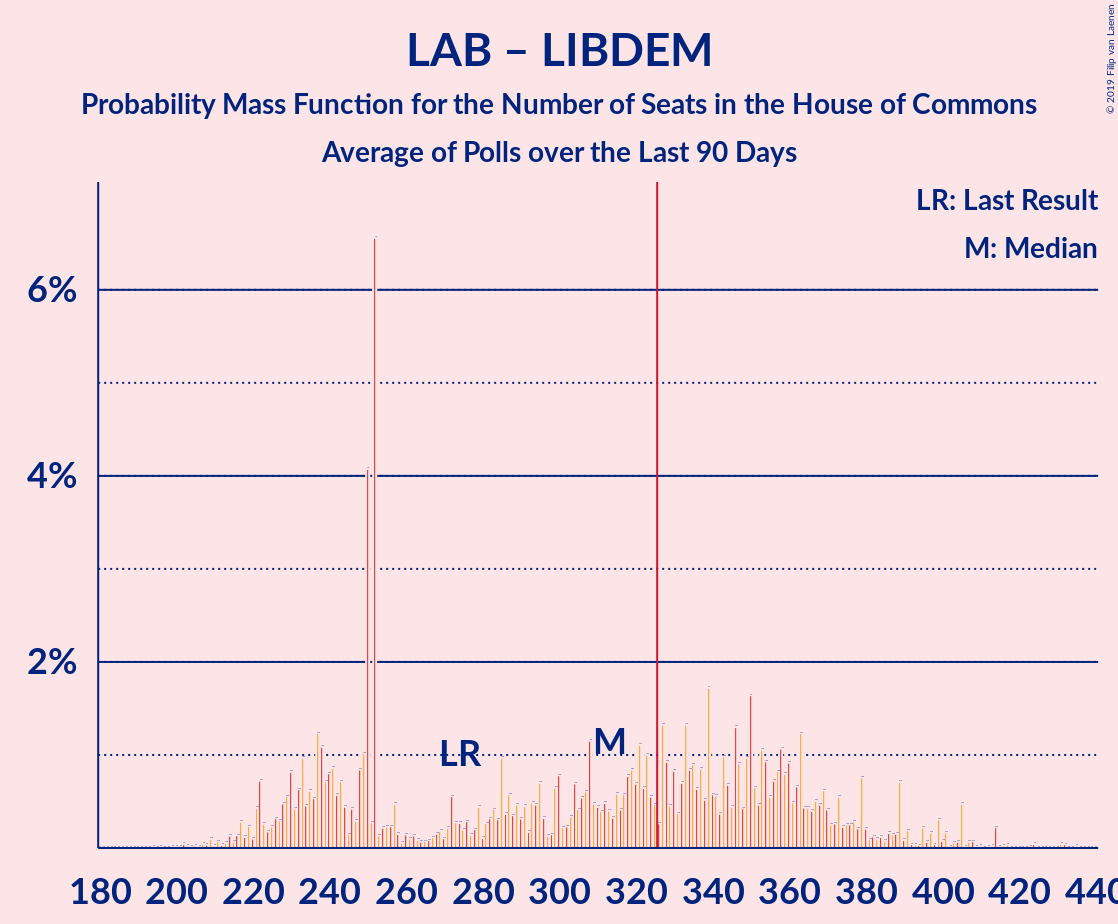 LAB – LIBDEM
Probability Mass Function for the Number of Seats in the House of Commons
Average of Polls over the Last 90 Days
© 2019 Filip van Laenen
LR: Last Result
M: Median
6%
4%
2%
LR
M
180 200 220 240 260 280 300 320 340 360 380 400 420 440